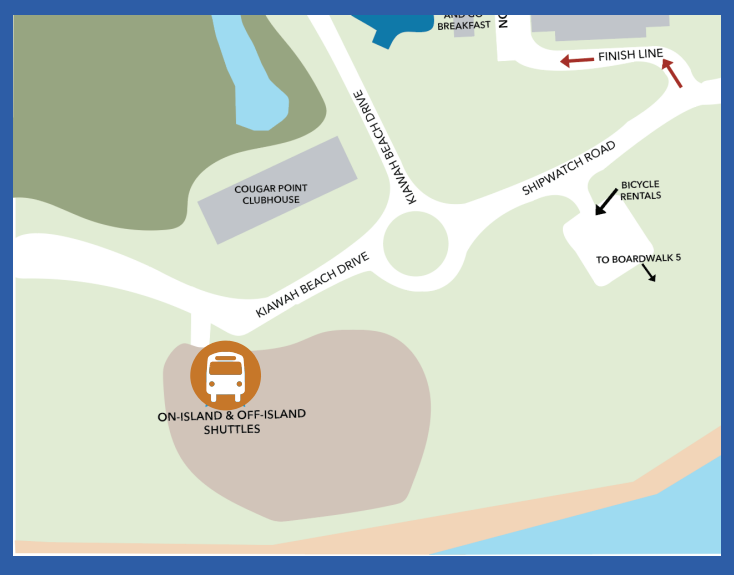 AND GO
BREAKFAST
NO
FINISH LINE
KIAWAH BEACH DRIVE
SHIPWATCH ROAD
COUGAR POINT
CLUBHOUSE
BICYCLE
RENTALS
TO BOARDWALK 5
KIAWAH BEACH DRIVE
ON-ISLAND & OFF-ISLAND
SHUTTLES